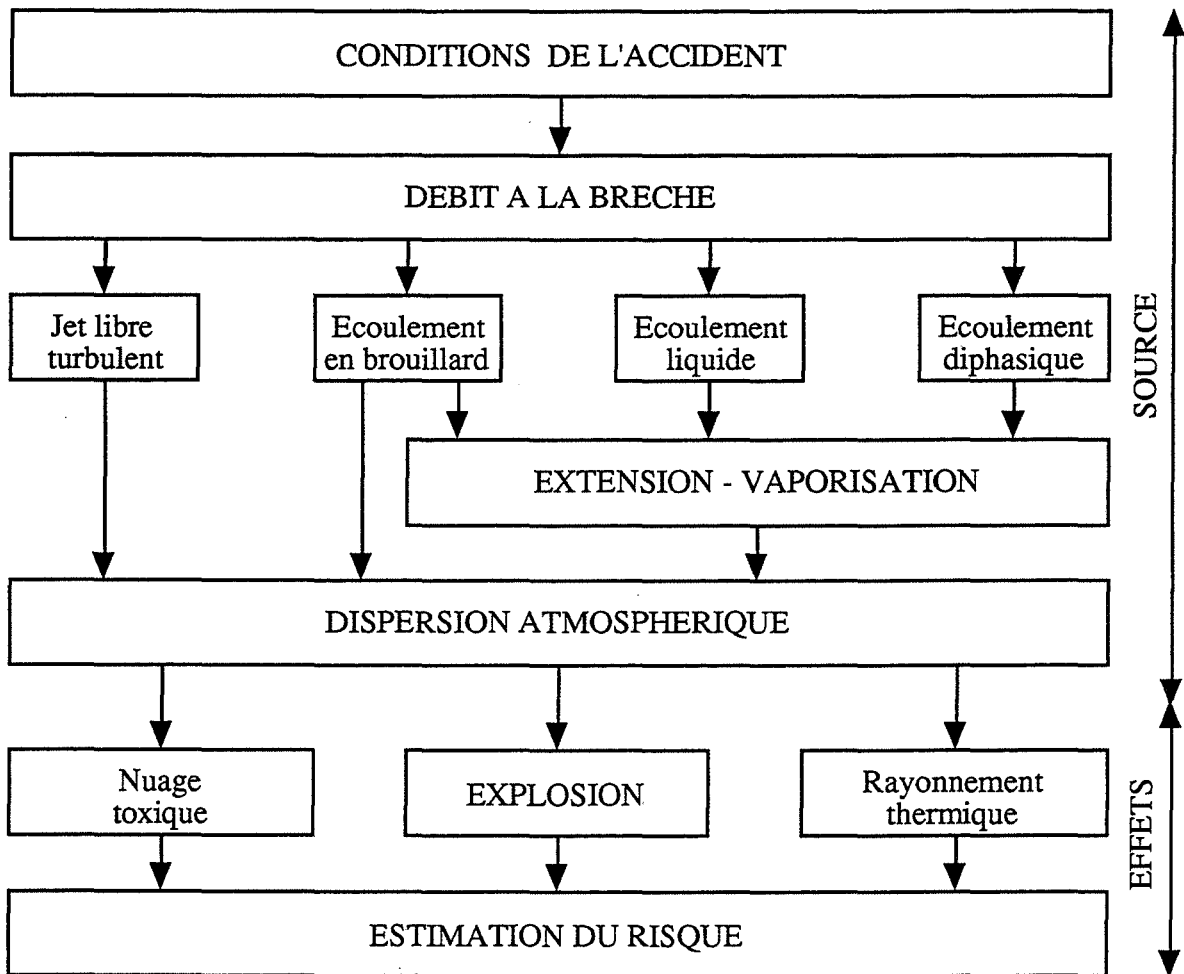 CONDITIONS DE L'ACCIDENT
DEBIT A LA BRECHE
Jet libre
turbulent
Ecoulement
en brouillard
Ecoulement
liquide
Ecoulement
diphasique
EXTENSION - VAPORISATION
DISPERSION ATMOSPHERIQUE
Nuage
toxique
EXPLOSION
Rayonnement
thermique
ESTIMATION DU RISQUE
SOURCE
EFFETS